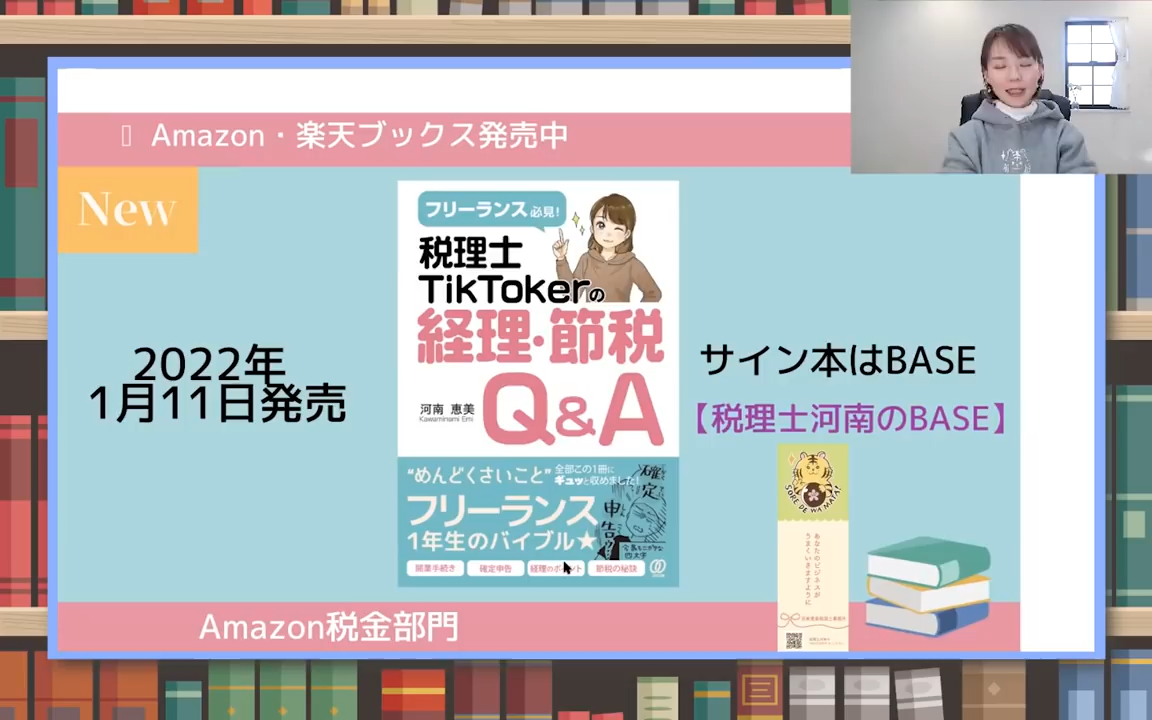 Amazon・楽天ブックス発売中
New
2022年
1月11日発売
フリーランス必見!
税理士
TikTokerの
経理・節税
Q&A
河南 恵美
Kawaminami Emi
“めんどくさいこと”全部この1冊に
ギュッと収めました!
フリーランス
1年生のバイブル★
確定申告
開業手続き
確定申告
経理のポイント
節税の秘訣
サイン本はBASE
【税理士河南のBASE】
SORE DE WA MATA!
あなたのビジネスが
うまくいきますように
Amazon税金部門